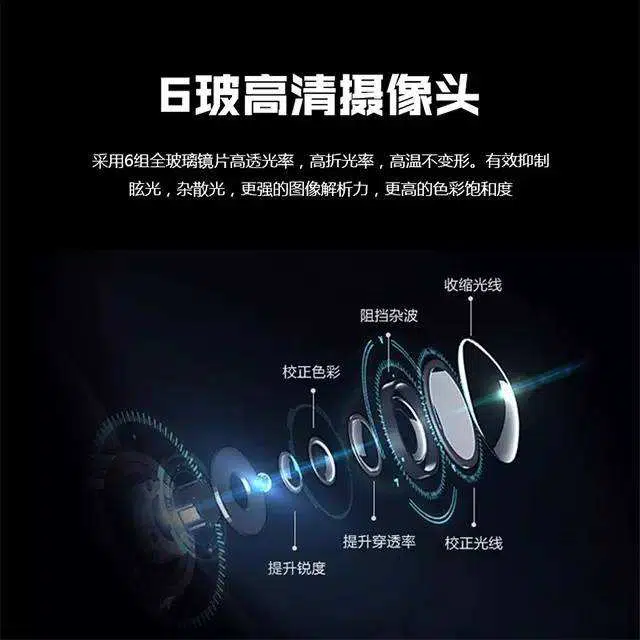 6玻高清摄像头
采用6组全玻璃镜片高透光率，高折光率，高温不变形。有效抑制
眩光，杂散光，更强的图像解析力，更高的色彩饱和度
收缩光线
阻挡杂波
校正色彩
提升穿透率
校正光线
提升锐度